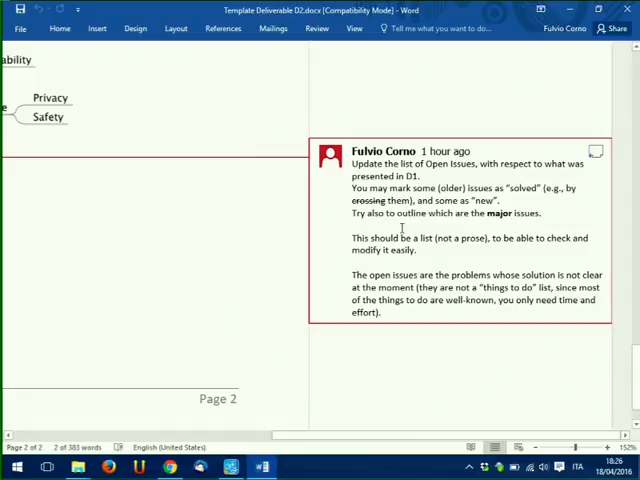 Template Deliverable D2.docx [Compatibility Mode] - Word
File Home Insert Design Layout References Mailings Review View Tell me what you want to do... Fulvio Corno Share
ability
Privacy
e
Safety
Fulvio Corno 1 hour ago
Update the list of Open Issues, with respect to what was
presented in D1.
You may mark some (older) issues as “solved” (e.g., by
crossing them), and some as “new”.
Try also to outline which are the major issues.
This should be a list (not a prose), to be able to check and
modify it easily.
The open issues are the problems whose solution is not clear
at the moment (they are not a “things to do” list, since most
of the things to do are well-known, you only need time and
effort).
Page 2
Page 2 of 2 2 of 383 words English (United States) 152%
ITA
18:26
18/04/2016